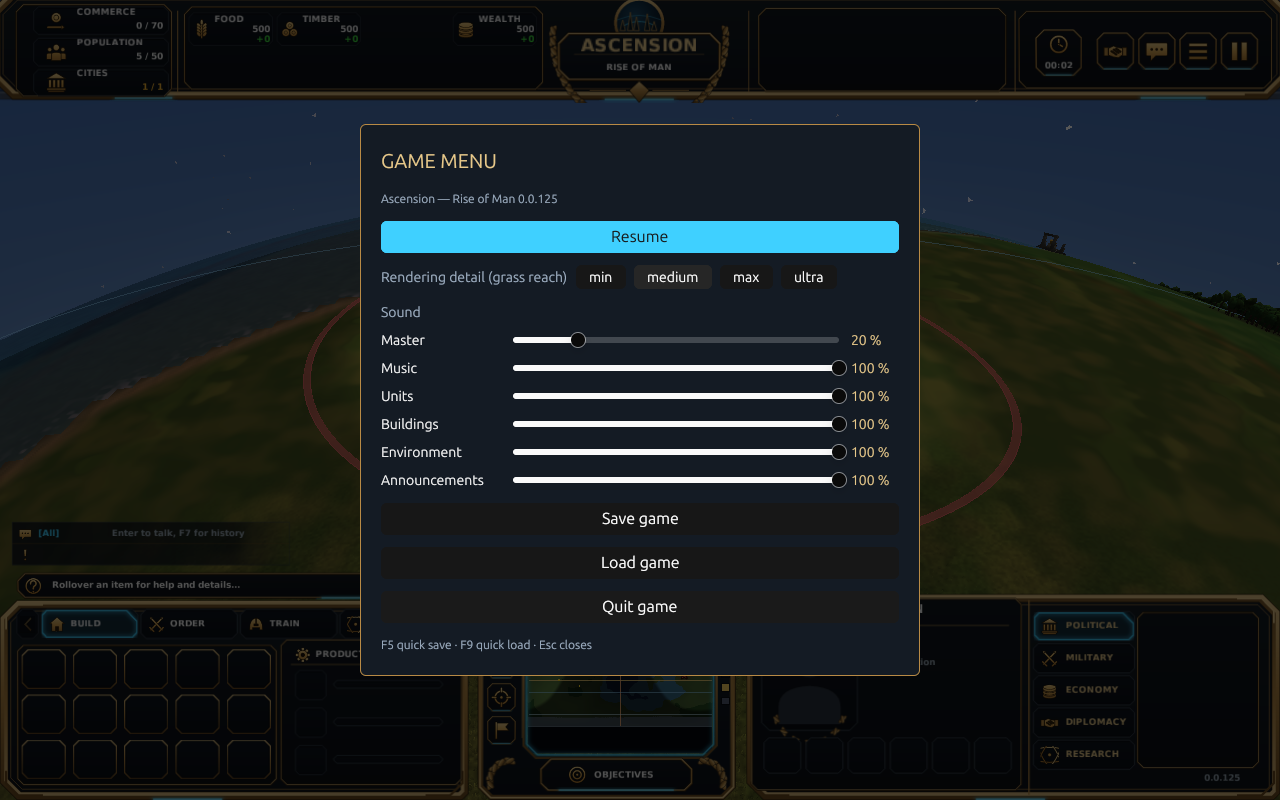 COMMERCE
0 / 70
POPULATION
5 / 50
CITIES
1 / 1
FOOD
500
+0
TIMBER
500
+0
WEALTH
500
+0
ASCENSION
RISE OF MAN
00:02
GAME MENU
Ascension — Rise of Man 0.0.125
Resume
Rendering detail (grass reach) min medium max ultra
Sound
Master 20 %
Music 100 %
Units 100 %
Buildings 100 %
Environment 100 %
Announcements 100 %
Save game
Load game
Quit game
F5 quick save · F9 quick load · Esc closes
[All] Enter to talk, F7 for history
!
Rollover an item for help and details...
BUILD ORDER TRAIN
PRODUC
OBJECTIVES
POLITICAL
MILITARY
ECONOMY
DIPLOMACY
RESEARCH
0.0.125